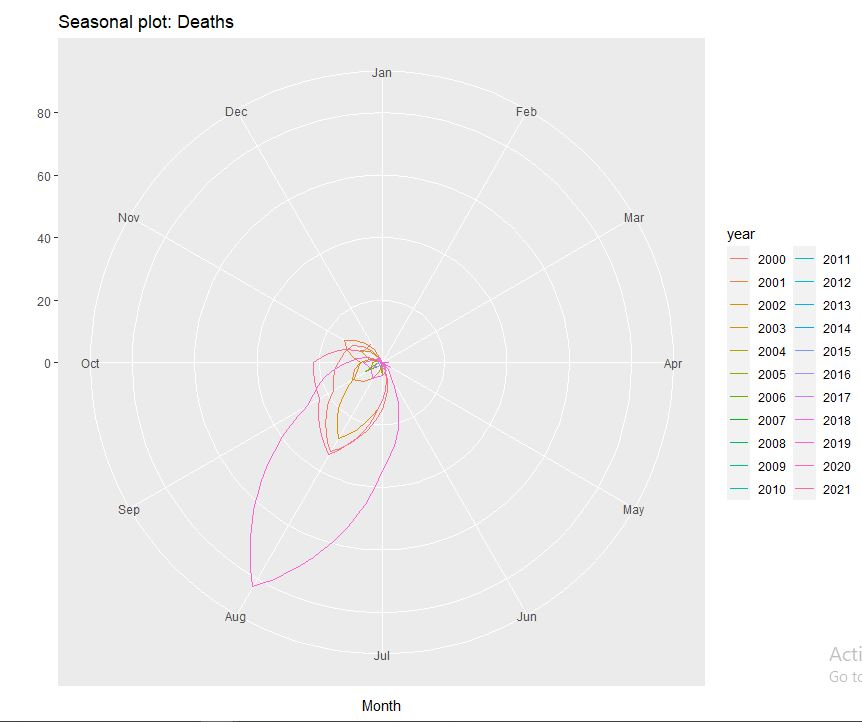 Seasonal plot: Deaths
Jan
Dec
Feb
80
60
Nov
Mar
40
20
0
Oct
Apr
Sep
May
Aug
Jun
Jul
Month
year
2000 2011
2001 2012
2002 2013
2003 2014
2004 2015
2005 2016
2006 2017
2007 2018
2008 2019
2009 2020
2010 2021
Acti
Go to